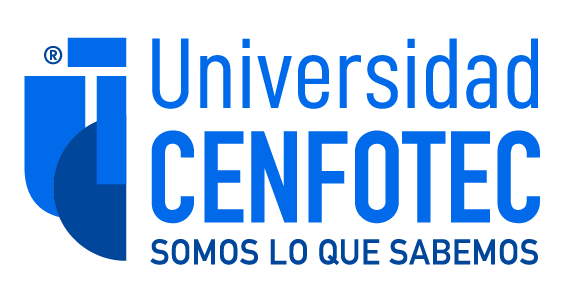 ® Universidad
CENFOTEC
SOMOS LO QUE SABEMOS